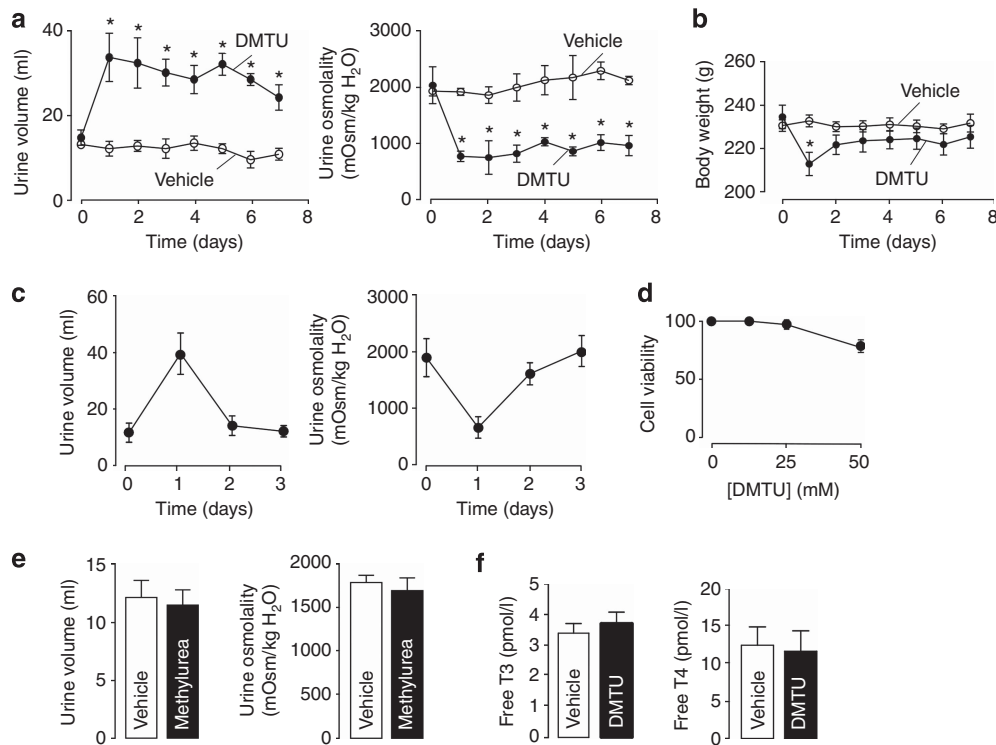 a
Urine volume (ml)
40
20
0
* * * * * * *
DMTU
Vehicle
0 2 4 6 8
Time (days)
Urine osmolality
(mOsm/kg H2O)
3000
2000
1000
0
Vehicle
* * * * * * *
DMTU
0 2 4 6 8
Time (days)
b
Body weight (g)
260
240
220
200
Vehicle
*
DMTU
0 2 4 6 8
Time (days)
c
Urine volume (ml)
60
40
20
0
0 1 2 3
Time (days)
Urine osmolality
(mOsm/kg H2O)
3000
2000
1000
0
0 1 2 3
Time (days)
d
Cell viability
100
50
0
0 25 50
[DMTU] (mM)
e
Urine volume (ml)
15
10
5
0
Vehicle
Methylurea
Urine osmolality
(mOsm/kg H2O)
2000
1500
1000
500
0
Vehicle
Methylurea
f
Free T3 (pmol/l)
5
4
3
2
1
0
Vehicle
DMTU
Free T4 (pmol/l)
20
15
10
5
0
Vehicle
DMTU